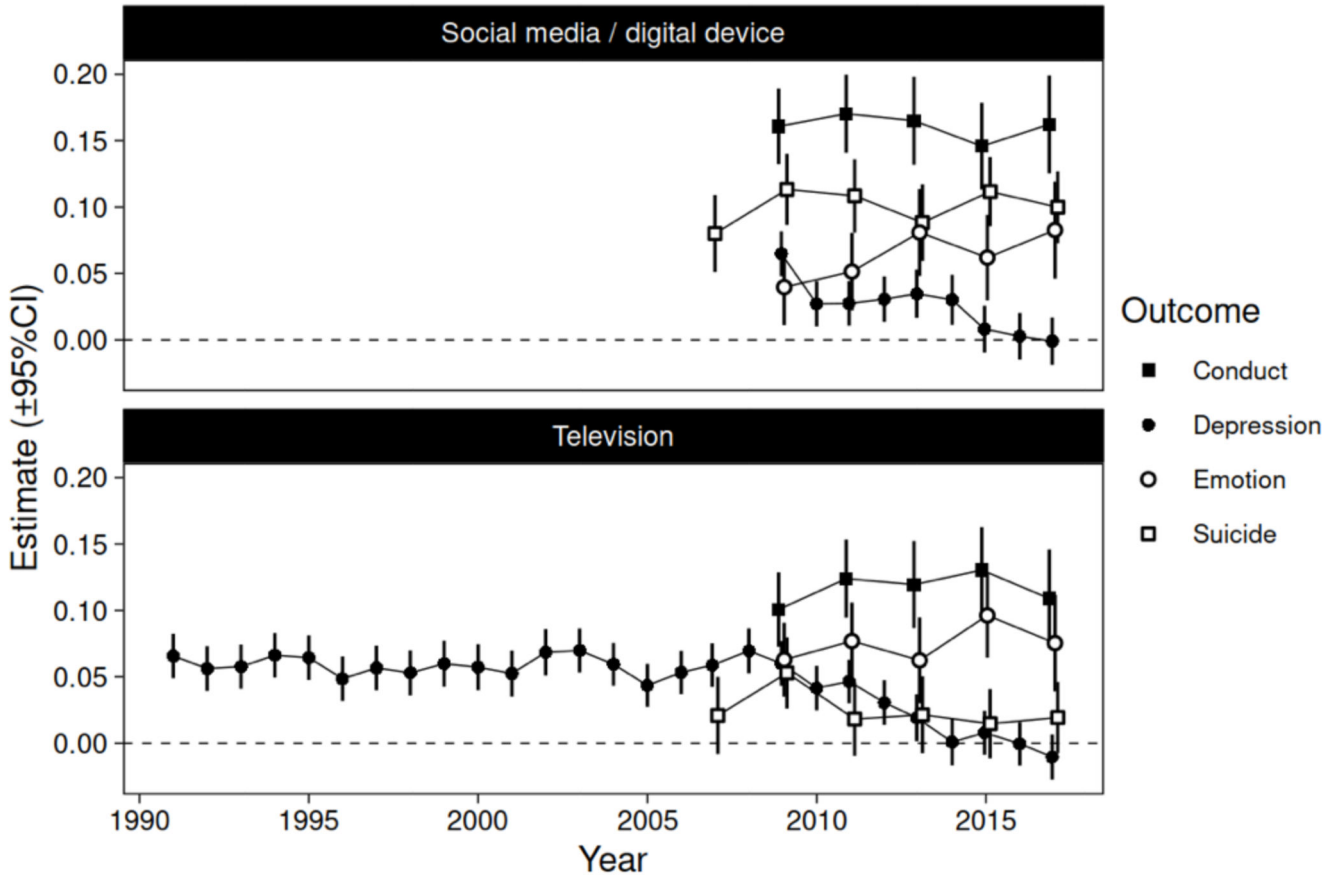 Social media / digital device
0.20
0.15
0.10
0.05
0.00
Television
0.20
0.15
0.10
0.05
0.00
1990
1995
2000
2005
2010
2015
Year
Estimate (±95%CI)
Outcome
Conduct
Depression
Emotion
Suicide